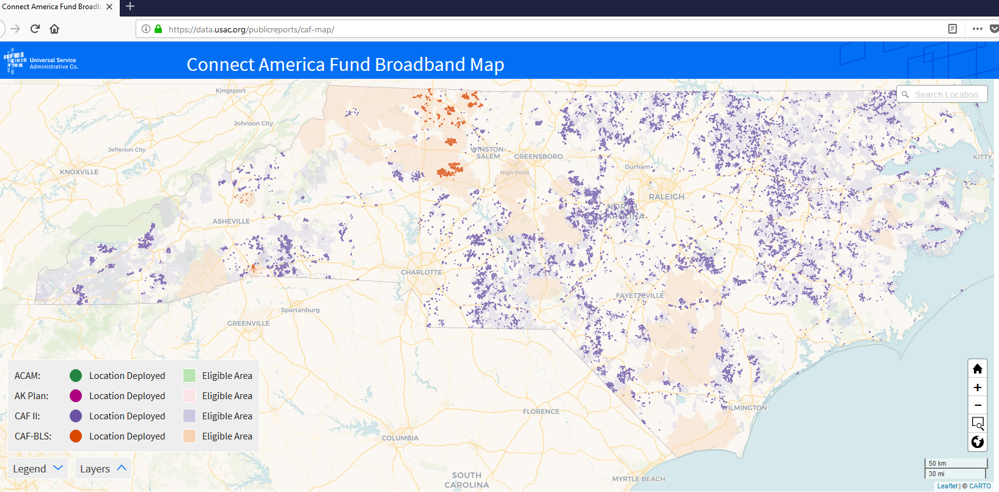 Connect America Fund Broadb
https://data.usac.org/publicreports/caf-map/
Universal Service
Administrative Co.
Connect America Fund Broadband Map
Search Location
Kingsport
Johnson City
Jefferson City
KNOXVILLE
WINSTON-
SALEM
GREENSBORO
KITTY
High Point
Durham
RALEIGH
NORTH
CAROLINA
ASHEVILLE
CHARLOTTE
FAYETTEVILLE
Spartanburg
GREENVILLE
WILMINGTON
FLORENCE
COLUMBIA
SOUTH
CAROLINA
MYRTLE BEACH
ACAM: Location Deployed Eligible Area
AK Plan: Location Deployed Eligible Area
CAF II: Location Deployed Eligible Area
CAF-BLS: Location Deployed Eligible Area
Legend Layers
50 km
30 mi
Leaflet | © CARTO